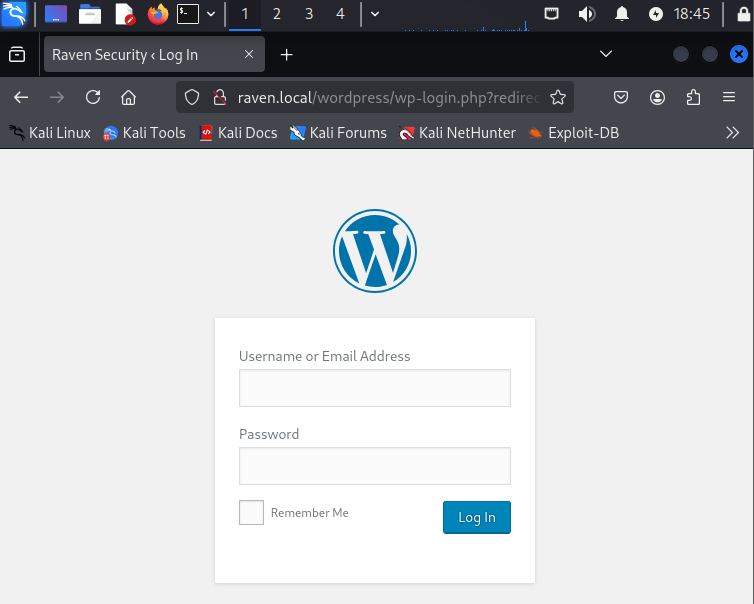 1 2 3 4 18:45
Raven Security ‹ Log In
raven.local/wordpress/wp-login.php?redirec
Kali Linux Kali Tools Kali Docs Kali Forums Kali NetHunter Exploit-DB
Username or Email Address
Password
Remember Me Log In